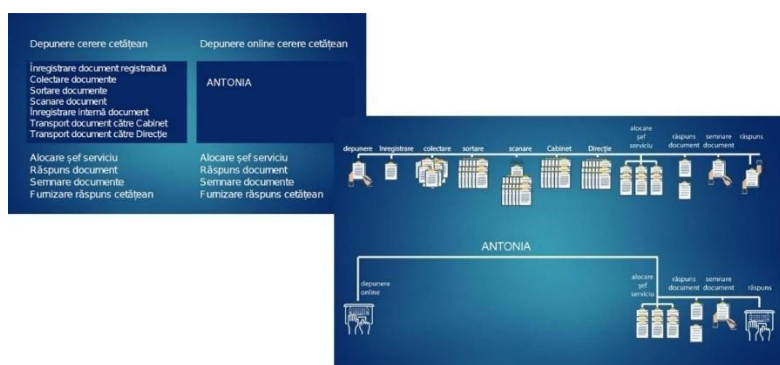 Depunere cerere cetățean
Înregistrare document registratură
Colectare documente
Sortare documente
Scanare document
Înregistrare internă document
Transport document către Cabinet
Transport document către Direcție
Alocare șef serviciu
Răspuns document
Semnare documente
Furnizare răspuns cetățean
Depunere online cerere cetățean
ANTONIA
Alocare șef serviciu
Răspuns document
Semnare documente
Furnizare răspuns cetățean
depunere
Inregistrare
colectare
sortare
scanare
Cabinet
Direcție
alocare
șef
serviciu
răspuns
document
semnare
document
răspuns
ANTONIA
depunere
online
alocare
șef
serviciu
răspuns
document
semnare
document
răspuns